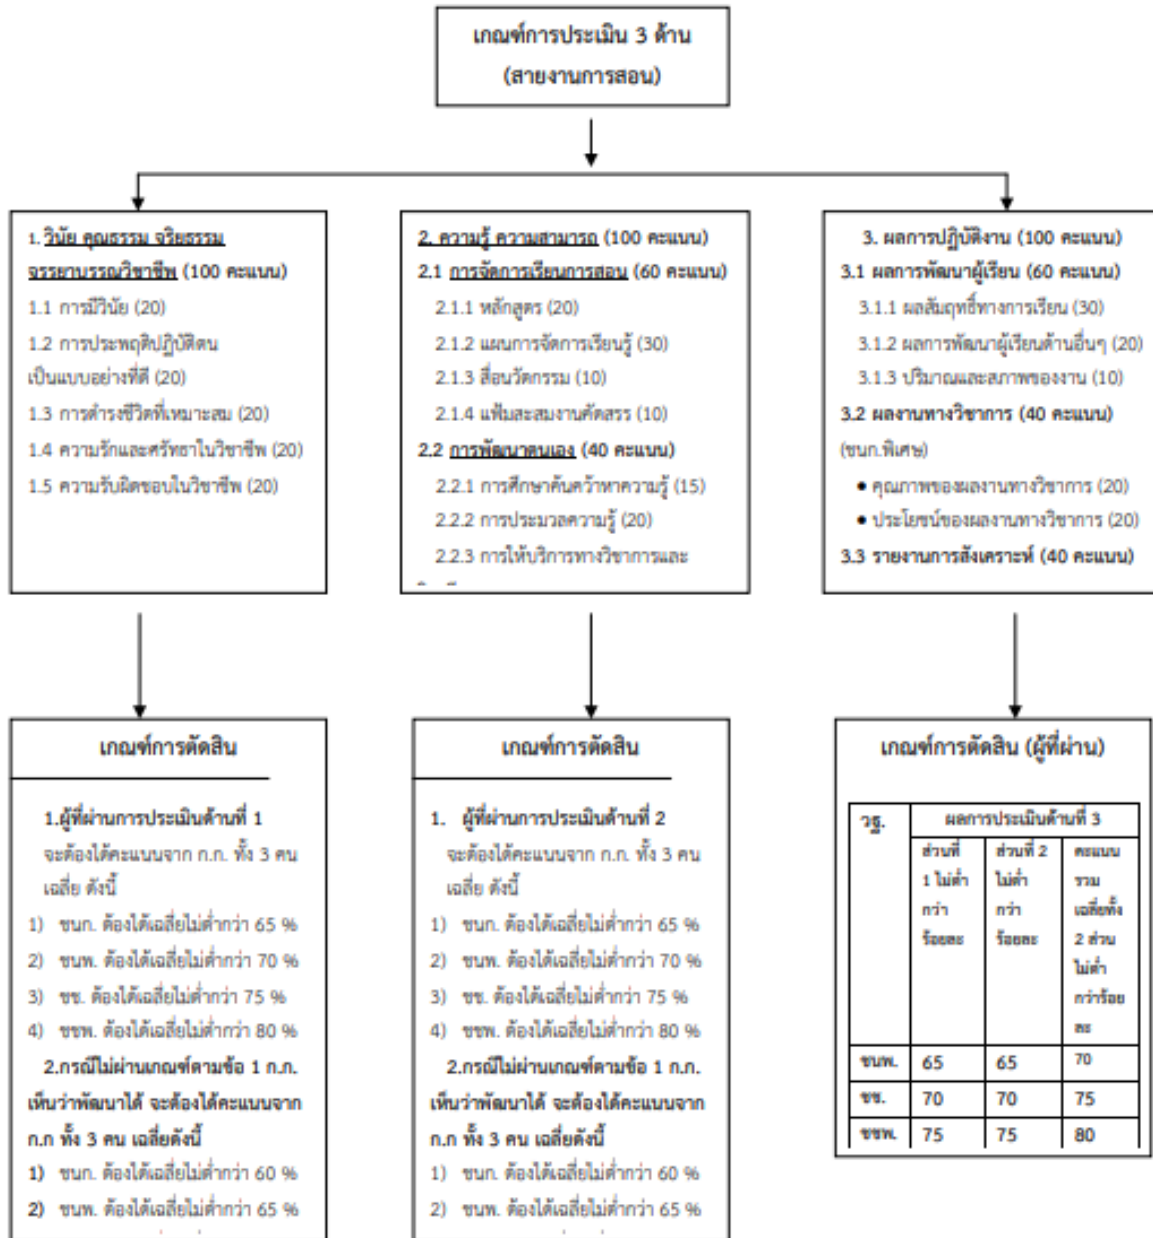 เกณฑ์การประเมิน 3 ด้าน
(สายงานการสอน)
1. วินัย คุณธรรม จริยธรรม
จรรยาบรรณวิชาชีพ (100 คะแนน)
1.1 การมีวินัย (20)
1.2 การประพฤติปฏิบัติตน
เป็นแบบอย่างที่ดี (20)
1.3 การดำรงชีวิตที่เหมาะสม (20)
1.4 ความรักและศรัทธาในวิชาชีพ (20)
1.5 ความรับผิดชอบในวิชาชีพ (20)
2. ความรู้ ความสามารถ (100 คะแนน)
2.1 การจัดการเรียนการสอน (60 คะแนน)
2.1.1 หลักสูตร (20)
2.1.2 แผนการจัดการเรียนรู้ (30)
2.1.3 สื่อนวัตกรรม (10)
2.1.4 แฟ้มสะสมงานคัดสรร (10)
2.2 การพัฒนาตนเอง (40 คะแนน)
2.2.1 การศึกษาค้นคว้าหาความรู้ (15)
2.2.2 การประมวลความรู้ (20)
2.2.3 การให้บริการทางวิชาการและ
3. ผลการปฏิบัติงาน (100 คะแนน)
3.1 ผลการพัฒนาผู้เรียน (60 คะแนน)
3.1.1 ผลสัมฤทธิ์ทางการเรียน (30)
3.1.2 ผลการพัฒนาผู้เรียนด้านอื่นๆ (20)
3.1.3 ปริมาณและสภาพของงาน (10)
3.2 ผลงานทางวิชาการ (40 คะแนน)
(ชนก.พิเศษ)
• คุณภาพของผลงานทางวิชาการ (20)
• ประโยชน์ของผลงานทางวิชาการ (20)
3.3 รายงานการสังเคราะห์ (40 คะแนน)
เกณฑ์การตัดสิน
1.ผู้ที่ผ่านการประเมินด้านที่ 1
จะต้องได้คะแนนจาก ก.ก. ทั้ง 3 คน
เฉลี่ย ดังนี้
1) ชนก. ต้องได้เฉลี่ยไม่ต่ำกว่า 65 %
2) ชนพ. ต้องได้เฉลี่ยไม่ต่ำกว่า 70 %
3) ชช. ต้องได้เฉลี่ยไม่ต่ำกว่า 75 %
4) ชชพ. ต้องได้เฉลี่ยไม่ต่ำกว่า 80 %
2.กรณีไม่ผ่านเกณฑ์ตามข้อ 1 ก.ก.
เห็นว่าพัฒนาได้ จะต้องได้คะแนนจาก
ก.ก ทั้ง 3 คน เฉลี่ยดังนี้
1) ชนก. ต้องได้เฉลี่ยไม่ต่ำกว่า 60 %
2) ชนพ. ต้องได้เฉลี่ยไม่ต่ำกว่า 65 %
เกณฑ์การตัดสิน
1. ผู้ที่ผ่านการประเมินด้านที่ 2
จะต้องได้คะแนนจาก ก.ก. ทั้ง 3 คน
เฉลี่ย ดังนี้
1) ชนก. ต้องได้เฉลี่ยไม่ต่ำกว่า 65 %
2) ชนพ. ต้องได้เฉลี่ยไม่ต่ำกว่า 70 %
3) ชช. ต้องได้เฉลี่ยไม่ต่ำกว่า 75 %
4) ชชพ. ต้องได้เฉลี่ยไม่ต่ำกว่า 80 %
2.กรณีไม่ผ่านเกณฑ์ตามข้อ 1 ก.ก.
เห็นว่าพัฒนาได้ จะต้องได้คะแนนจาก
ก.ก ทั้ง 3 คน เฉลี่ยดังนี้
1) ชนก. ต้องได้เฉลี่ยไม่ต่ำกว่า 60 %
2) ชนพ. ต้องได้เฉลี่ยไม่ต่ำกว่า 65 %
เกณฑ์การตัดสิน (ผู้ที่ผ่าน)
วฐ. ผลการประเมินด้านที่ 3
ส่วนที่ ส่วนที่ 2 คะแนน
1 ไม่ต่ำ ไม่ต่ำ รวม
กว่า กว่า เฉลี่ยทั้ง
ร้อยละ ร้อยละ 2 ส่วน
ไม่ต่ำ
กว่าร้อย
ละ
ชนพ. 65 65 70
ชช. 70 70 75
ชชพ. 75 75 80